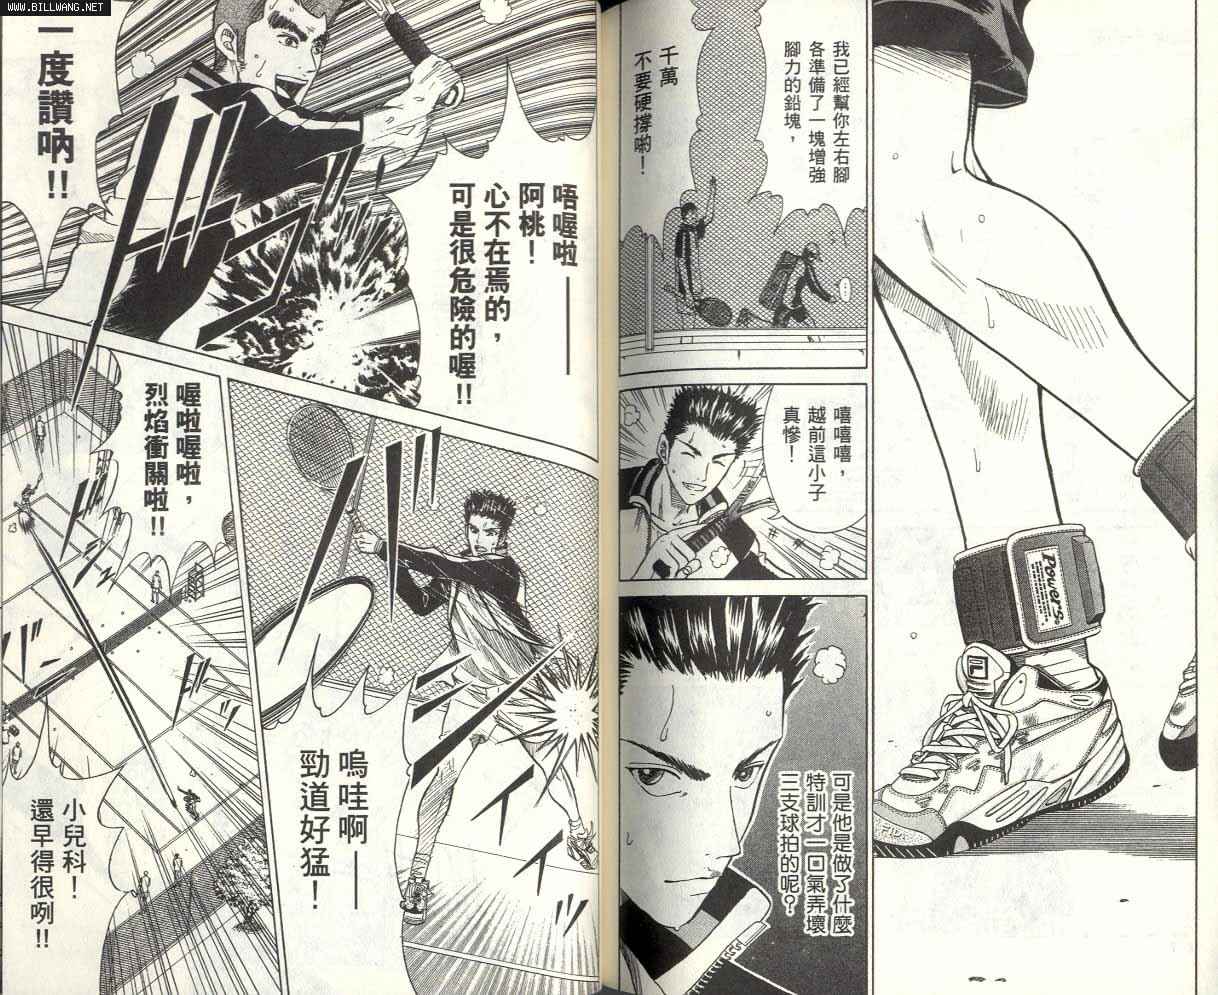 WWW.BILLWANG.NET
Powers.
FILA
我已經幫你左右腳
各準備了一塊增強
腳力的鉛塊，
千萬
不要硬撐喲！
嘻嘻嘻，
越前這小子
真慘！
可是他是做了什麼
特訓才一口氣弄壞
三支球拍的呢？
唔喔啦——
阿桃！
心不在焉的，
可是很危險的喔！！
一度讚吶！！
喔啦喔啦，
烈焰衝關啦！！
嗚哇啊——
勁道好猛！
小兒科！
還早得很咧！！